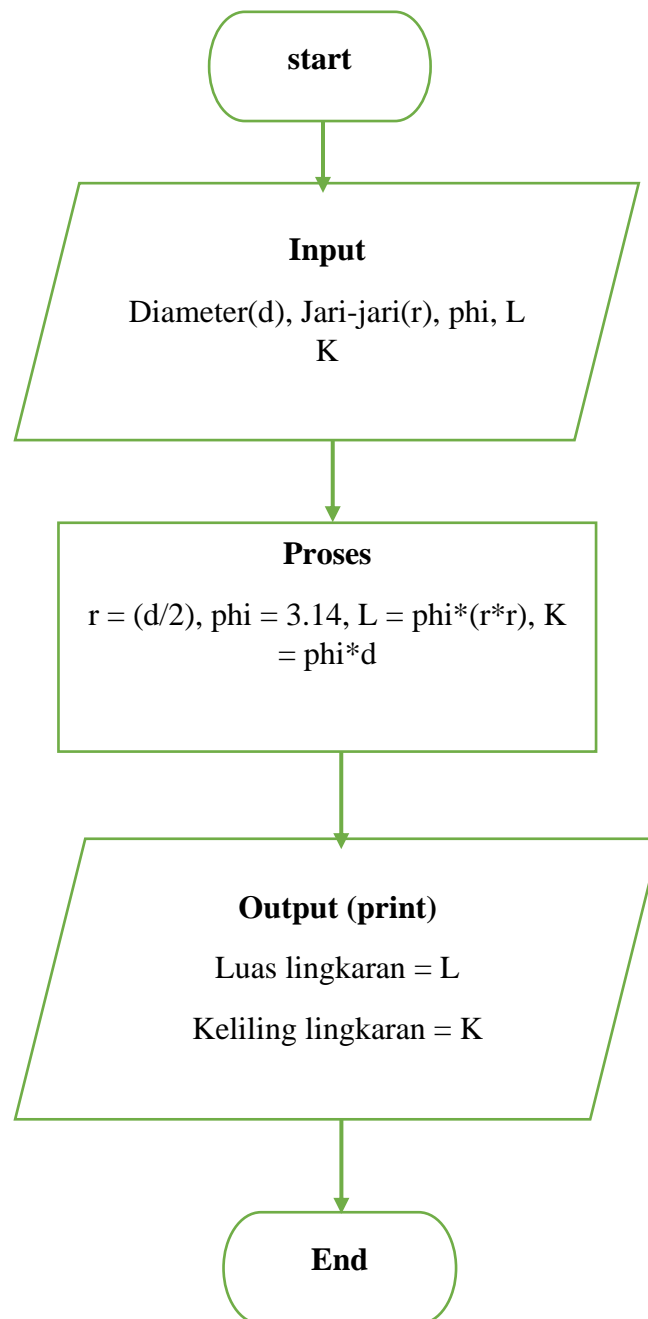 start
Input
Diameter(d), Jari-jari(r), phi, L
K
Proses
r = (d/2), phi = 3.14, L = phi*(r*r), K
= phi*d
Output (print)
Luas lingkaran = L
Keliling lingkaran = K
End